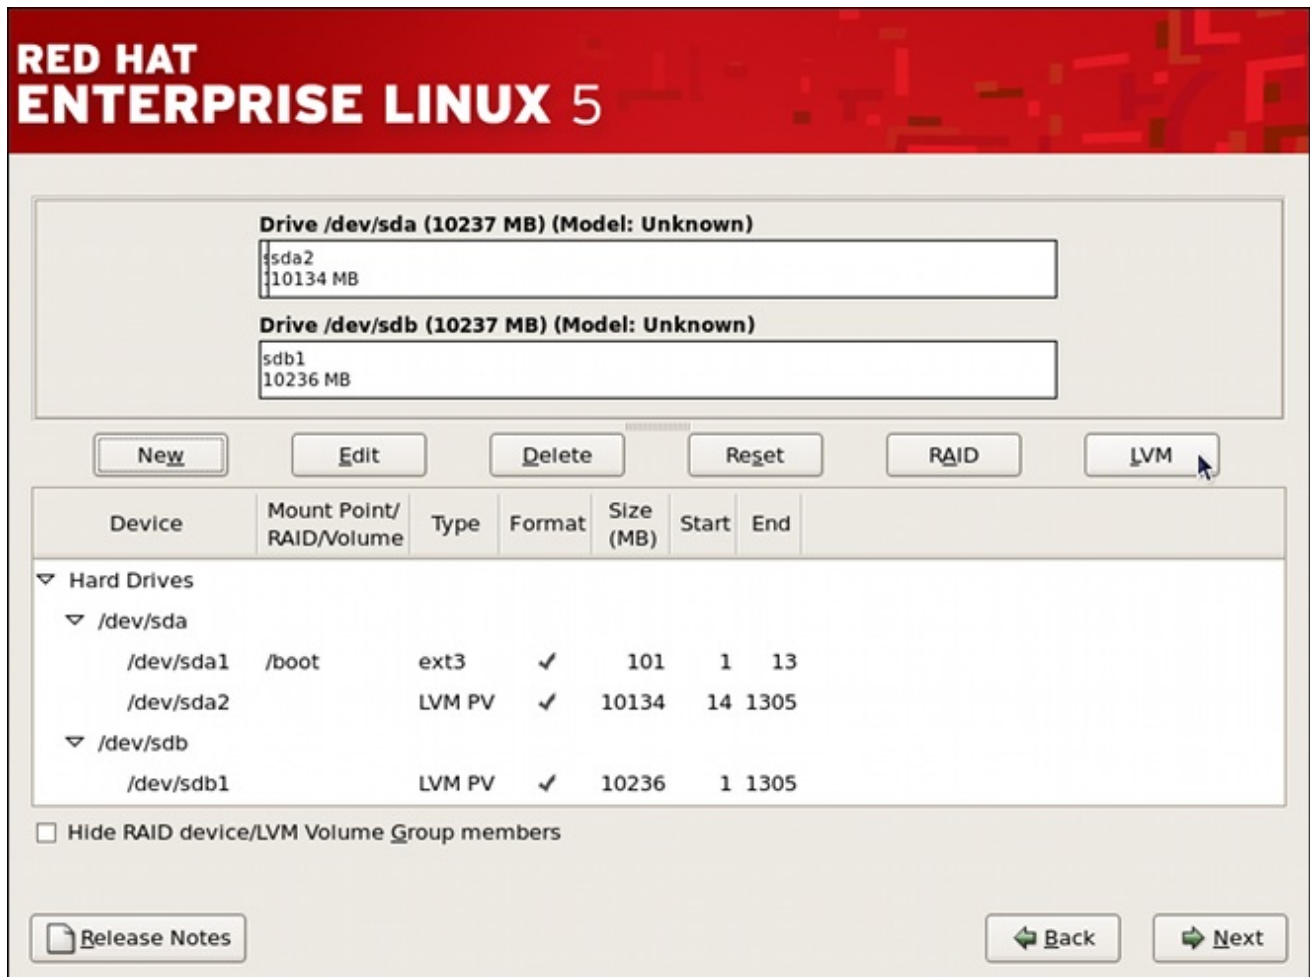 RED HAT
ENTERPRISE LINUX 5
Drive /dev/sda (10237 MB) (Model: Unknown)
sda2
10134 MB
Drive /dev/sdb (10237 MB) (Model: Unknown)
sdb1
10236 MB
New Edit Delete Reset RAID LVM
Device Mount Point/ RAID/Volume Type Format Size (MB) Start End
Hard Drives
/dev/sda
/dev/sda1 /boot ext3 ✓ 101 1 13
/dev/sda2 LVM PV ✓ 10134 14 1305
/dev/sdb
/dev/sdb1 LVM PV ✓ 10236 1 1305
Hide RAID device/LVM Volume Group members
Release Notes Back Next